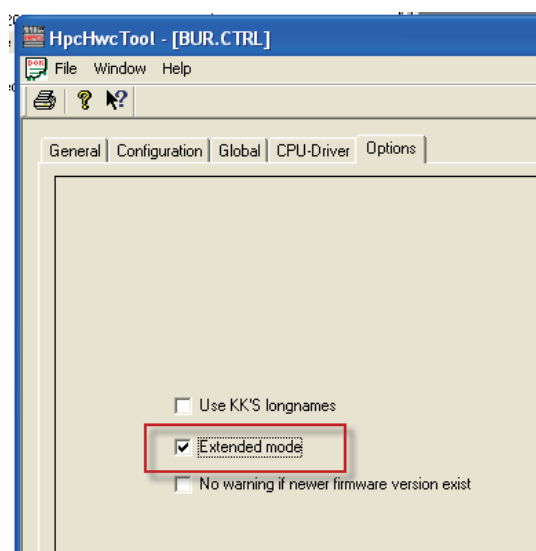 HpcHwcTool - [BUR.CTRL]
File Window Help
General Configuration Global CPU-Driver Options
Use KK'S longnames
Extended mode
No warning if newer firmware version exist